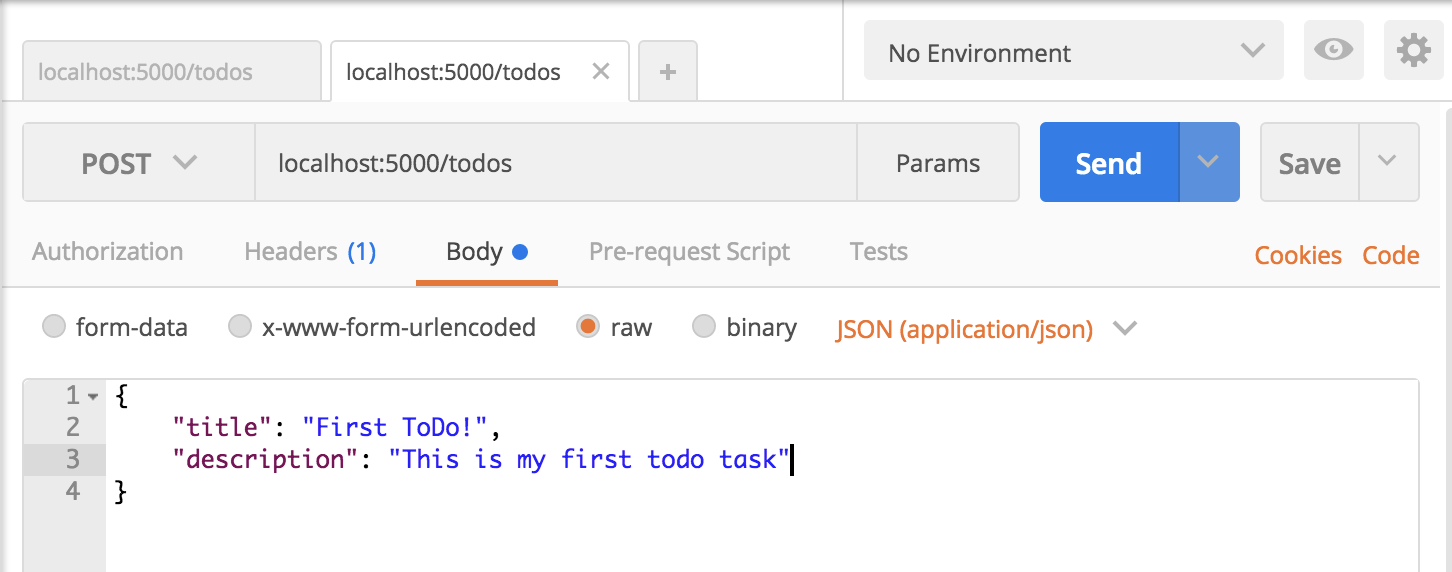 localhost:5000/todos
localhost:5000/todos
No Environment
POST localhost:5000/todos Params Send Save
Authorization Headers (1) Body Pre-request Script Tests Cookies Code
form-data x-www-form-urlencoded raw binary JSON (application/json)
1 {
2 "title": "First ToDo!",
3 "description": "This is my first todo task"
4 }